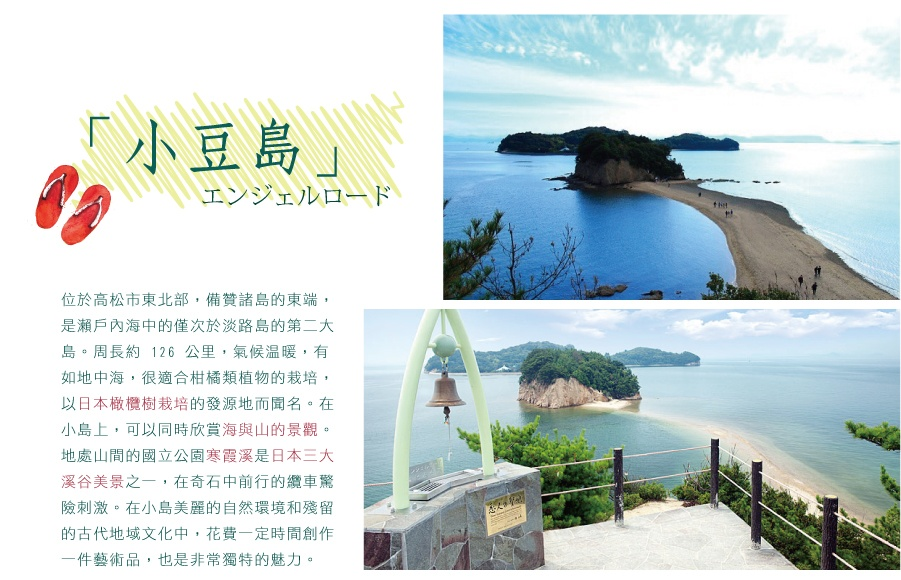 「小豆島」
エンジェルロード
位於高松市東北部，備贊諸島的東端，
是瀨戶內海中的僅次於淡路島的第二大
島。周長約 126 公里，氣候温暖，有
如地中海，很適合柑橘類植物的栽培，
以日本橄欖樹栽培的發源地而聞名。在
小島上，可以同時欣賞海與山的景觀。
地處山間的國立公園寒霞溪是日本三大
溪谷美景之一，在奇石中前行的纜車驚
險刺激。在小島美麗的自然環境和殘留
的古代地域文化中，花費一定時間創作
一件藝術品，也是非常獨特的魅力。